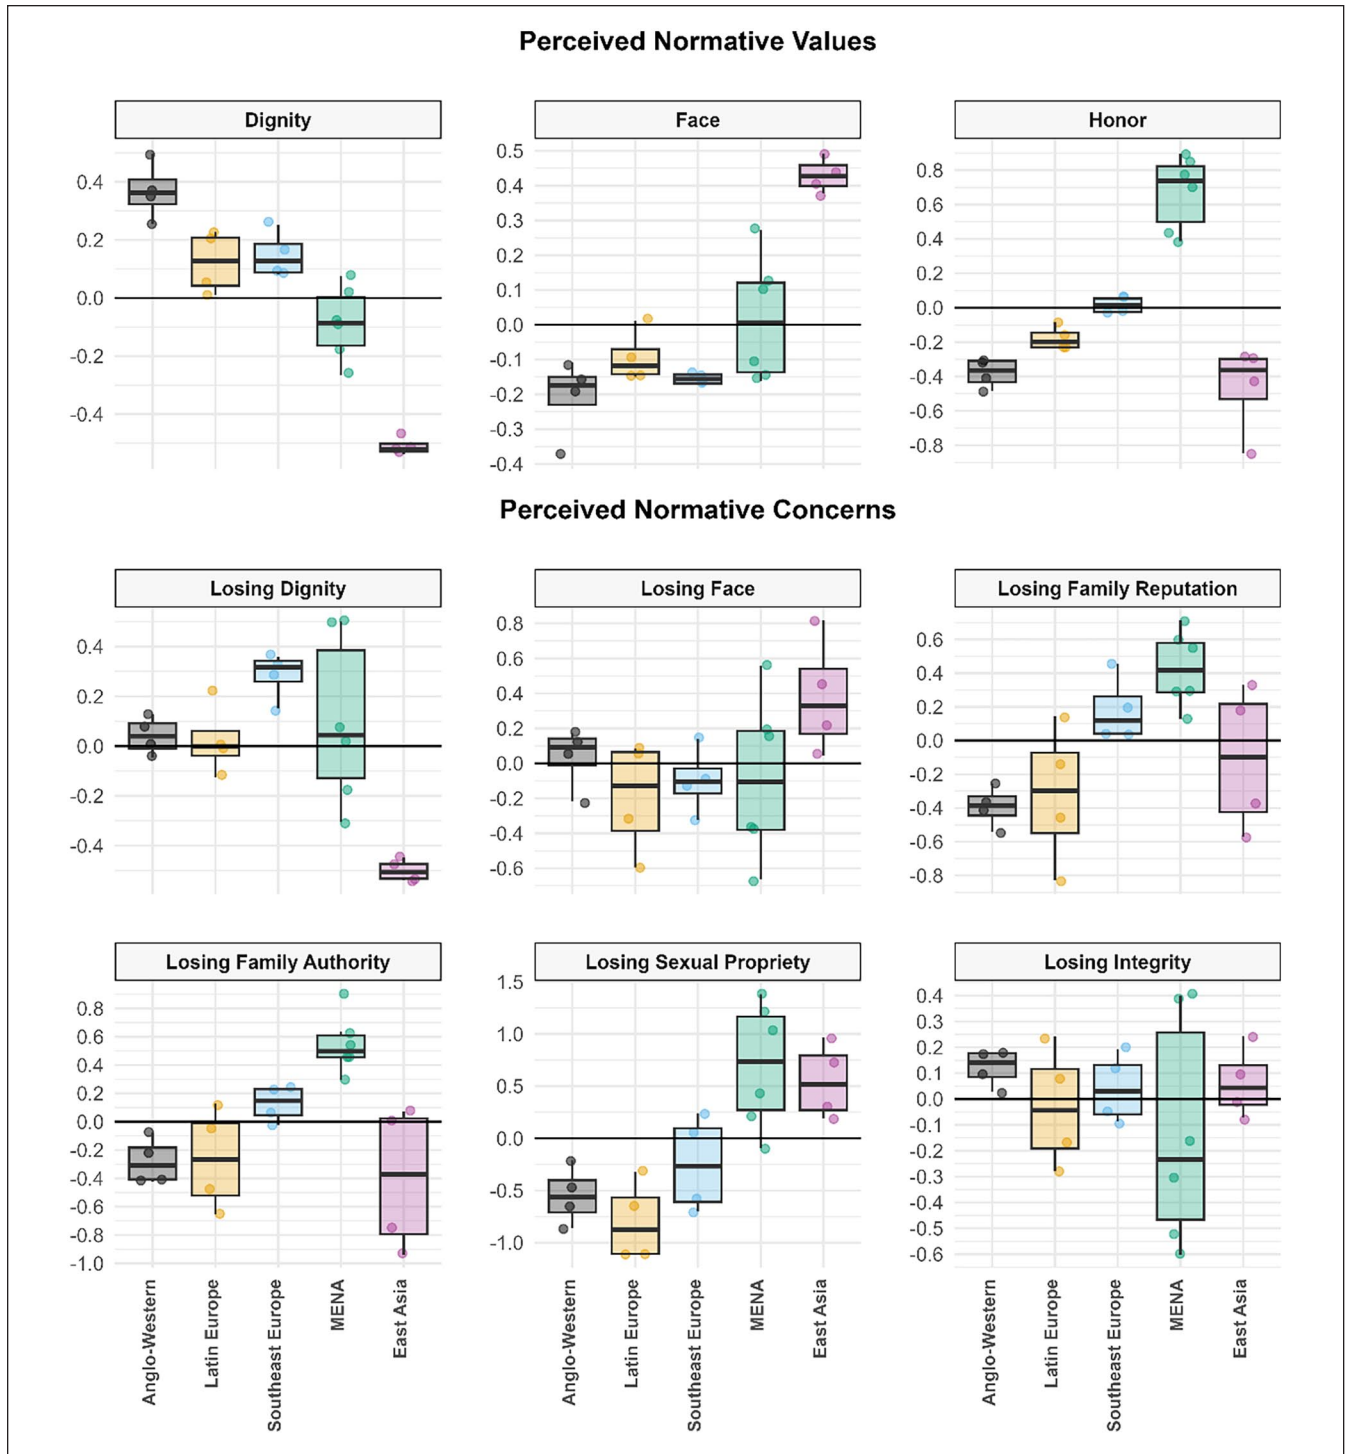 Perceived Normative Values
Dignity
Face
Honor
0.4
0.2
0.0
-0.2
-0.4
0.5
0.4
0.3
0.2
0.1
0.0
-0.1
-0.2
-0.3
-0.4
0.8
0.6
0.4
0.2
0.0
-0.2
-0.4
-0.6
-0.8
Perceived Normative Concerns
Losing Dignity
Losing Face
Losing Family Reputation
0.4
0.2
0.0
-0.2
-0.4
0.8
0.6
0.4
0.2
0.0
-0.2
-0.4
-0.6
0.6
0.4
0.2
0.0
-0.2
-0.4
-0.6
-0.8
Losing Family Authority
Losing Sexual Propriety
Losing Integrity
0.8
0.6
0.4
0.2
0.0
-0.2
-0.4
-0.6
-0.8
-1.0
1.5
1.0
0.5
0.0
-0.5
-1.0
0.4
0.3
0.2
0.1
0.0
-0.1
-0.2
-0.3
-0.4
-0.5
-0.6
Anglo-Western
Latin Europe
Southeast Europe
MENA
East Asia
Anglo-Western
Latin Europe
Southeast Europe
MENA
East Asia
Anglo-Western
Latin Europe
Southeast Europe
MENA
East Asia